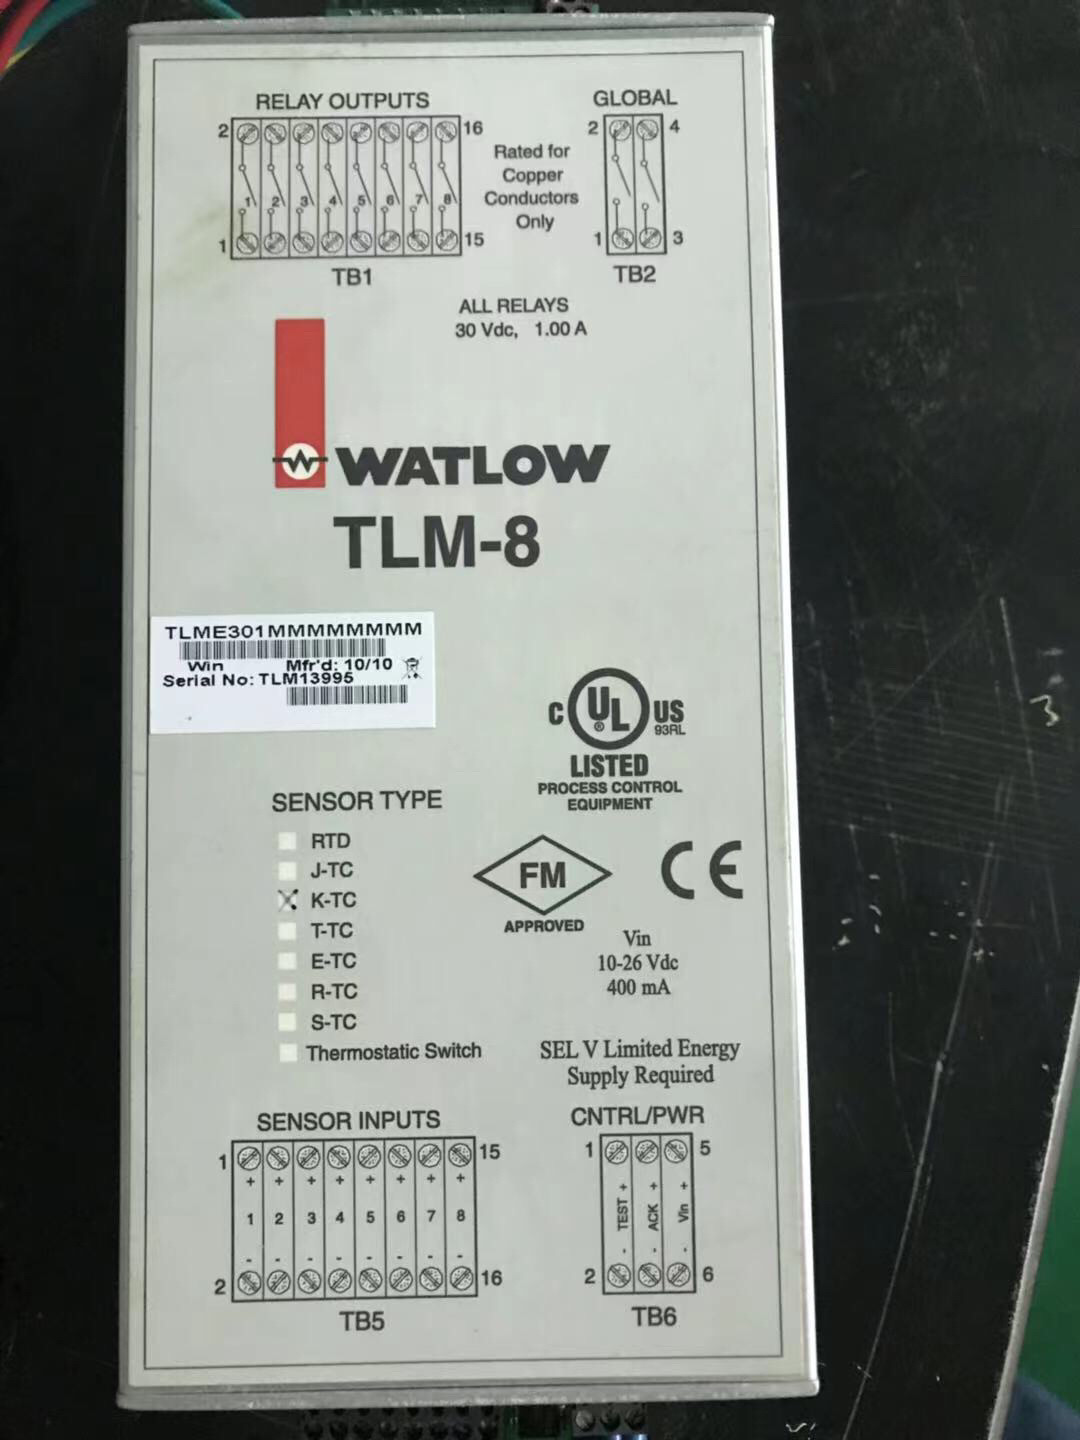 RELAY OUTPUTS
2 16
1 2 3 4 5 6 7 8
1 15
TB1
Rated for
Copper
Conductors
Only
GLOBAL
2 4
1 3
TB2
ALL RELAYS
30 Vdc, 1.00 A
WATLOW
TLM-8
TLME301MMMMMMMM
Win Mfr'd: 10/10
Serial No: TLM13995
C UL US
®
93RL
LISTED
PROCESS CONTROL
EQUIPMENT
SENSOR TYPE
RTD
J-TC
K-TC
T-TC
E-TC
R-TC
S-TC
Thermostatic Switch
FM
APPROVED
CE
Vin
10-26 Vdc
400 mA
SEL V Limited Energy
Supply Required
SENSOR INPUTS
1 15
+ + + + + + + +
1 2 3 4 5 6 7 8
- - - - - - - -
2 16
TB5
CNTRL/PWR
1 5
- TEST +
- ACK +
- Vin +
2 6
TB6
3